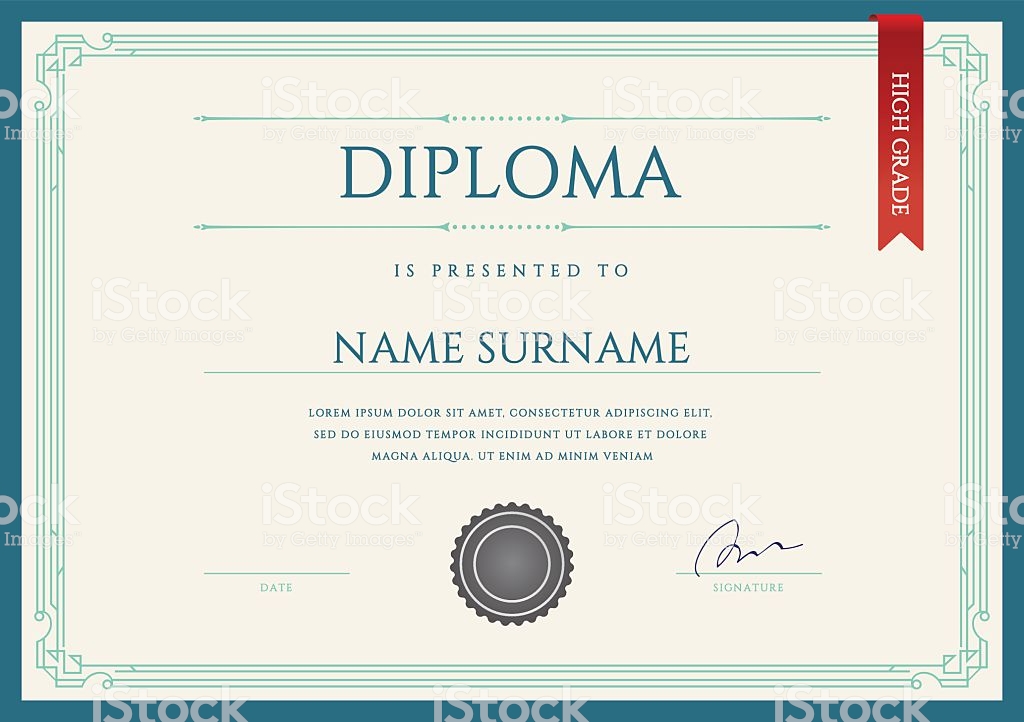 DIPLOMA
HIGH GRADE
IS PRESENTED TO
NAME SURNAME
LOREM IPSUM DOLOR SIT AMET, CONSECTETUR ADIPISCING ELIT,
SED DO EIUSMOD TEMPOR INCIDIDUNT UT LABORE ET DOLORE
MAGNA ALIQUA. UT ENIM AD MINIM VENIAM
DATE
SIGNATURE
iStock
by Getty Images™